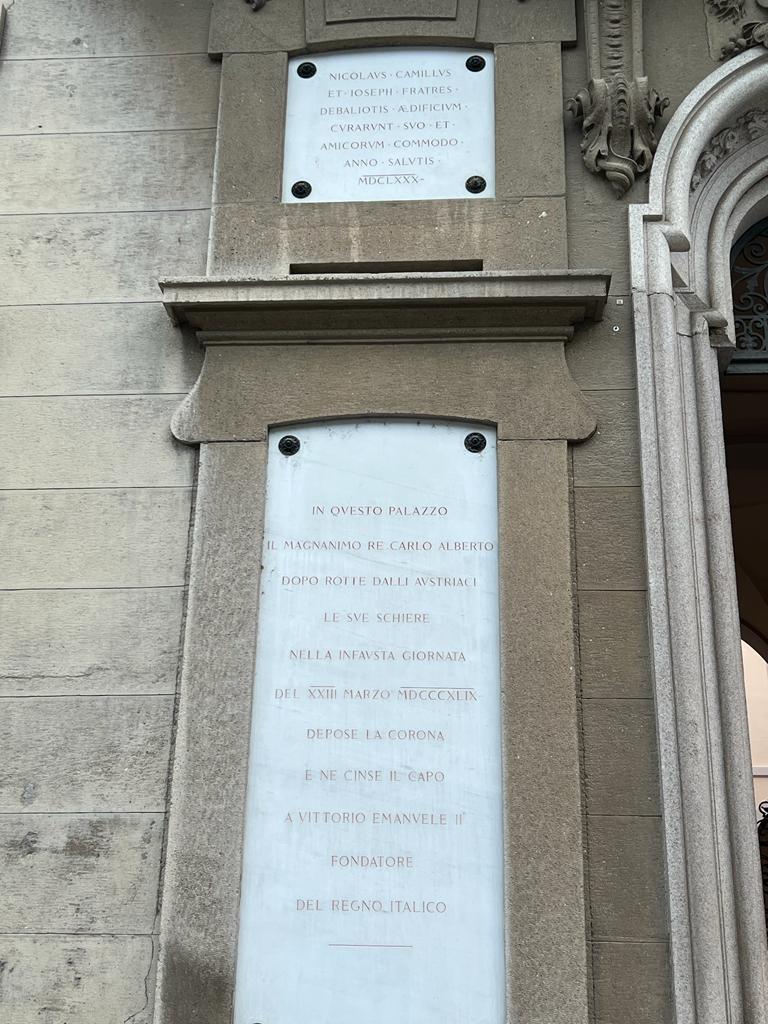 NICOLAVS · CAMILLVS
ET · IOSEPH · FRATRES ·
DEBALIOTIS · ÆDIFICIVM ·
CVRARVNT · SVO · ET ·
AMICORVM · COMMODO ·
ANNO · SALVTIS ·
MDCLXXX-
IN QVESTO PALAZZO
IL MAGNANIMO RE CARLO ALBERTO
DOPO ROTTE DALLI AVSTRIACI
LE SVE SCHIERE
NELLA INFAVSTA GIORNATA
DEL XXIII MARZO MDCCCXLIX
DEPOSE LA CORONA
E NE CINSE IL CAPO
A VITTORIO EMANVELE IIº
FONDATORE
DEL REGNO ITALICO